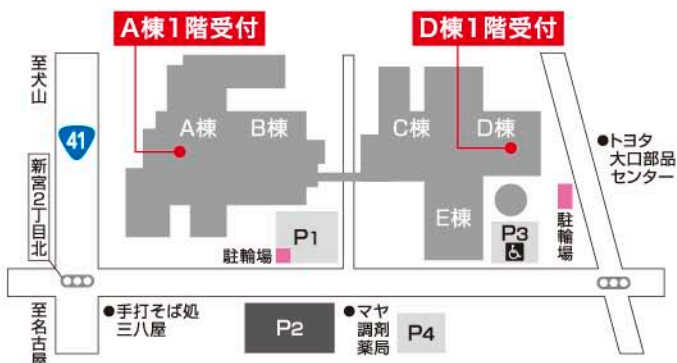 A棟1階受付
D棟1階受付
至犬山
41
新宮2丁目北
至名古屋
A棟
B棟
C棟
D棟
E棟
P1
駐輪場
P3
駐輪場
●トヨタ
大口部品
センター
●手打そば処
三八屋
P2
●マヤ
調剤
薬局
P4